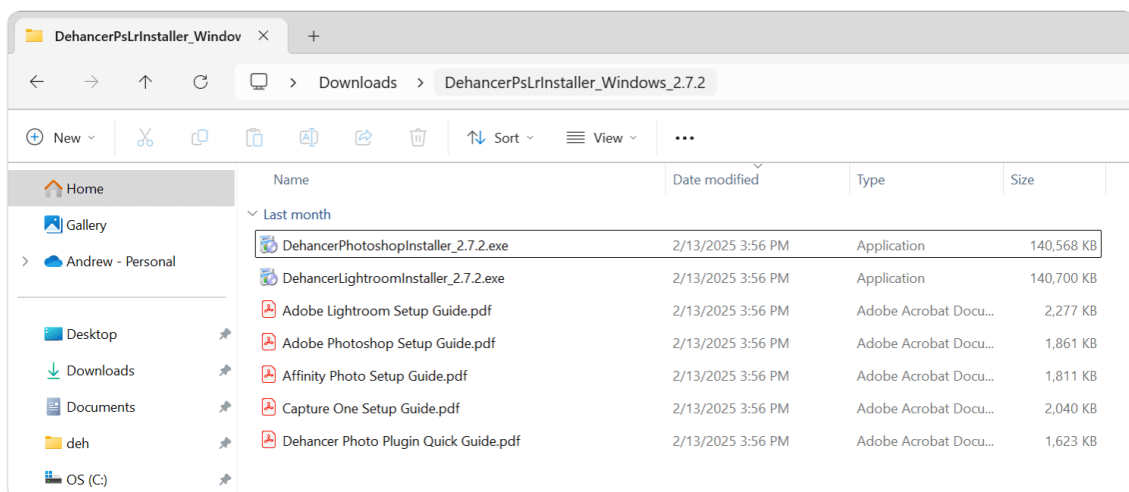 DehancerPsLrInstaller_Window
Downloads DehancerPsLrInstaller_Windows_2.7.2
New Sort View
Home
Gallery
Andrew - Personal
Desktop
Downloads
Documents
deh
OS (C:)
Name Date modified Type Size
Last month
DehancerPhotoshopInstaller_2.7.2.exe 2/13/2025 3:56 PM Application 140,568 KB
DehancerLightroomInstaller_2.7.2.exe 2/13/2025 3:56 PM Application 140,700 KB
Adobe Lightroom Setup Guide.pdf 2/13/2025 3:56 PM Adobe Acrobat Docu... 2,277 KB
Adobe Photoshop Setup Guide.pdf 2/13/2025 3:56 PM Adobe Acrobat Docu... 1,861 KB
Affinity Photo Setup Guide.pdf 2/13/2025 3:56 PM Adobe Acrobat Docu... 1,811 KB
Capture One Setup Guide.pdf 2/13/2025 3:56 PM Adobe Acrobat Docu... 2,040 KB
Dehancer Photo Plugin Quick Guide.pdf 2/13/2025 3:56 PM Adobe Acrobat Docu... 1,623 KB